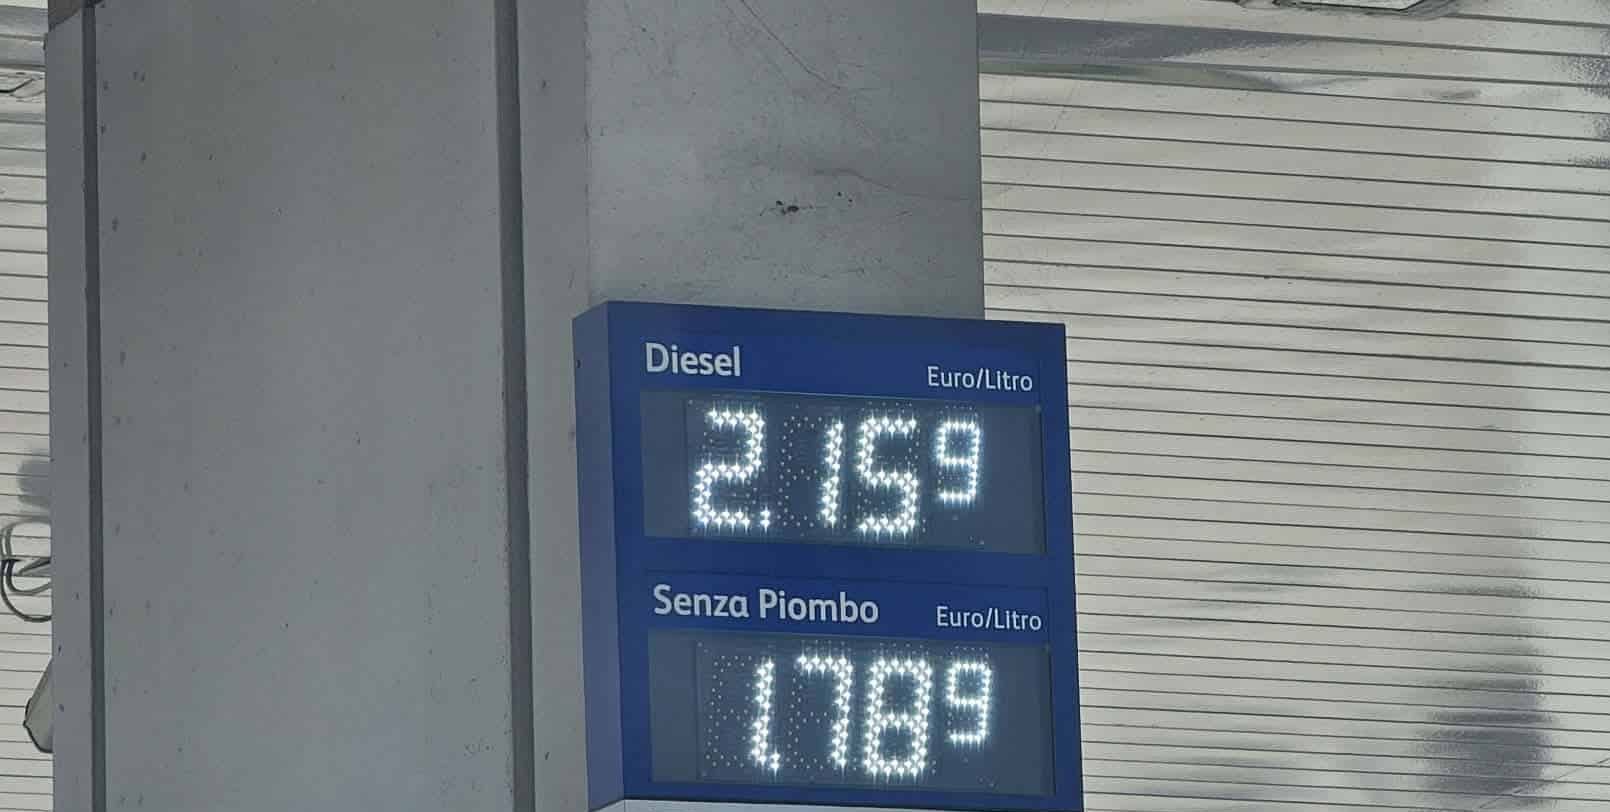 Diesel
Euro/Litro
2.159
Senza Piombo
Euro/Litro
1.789